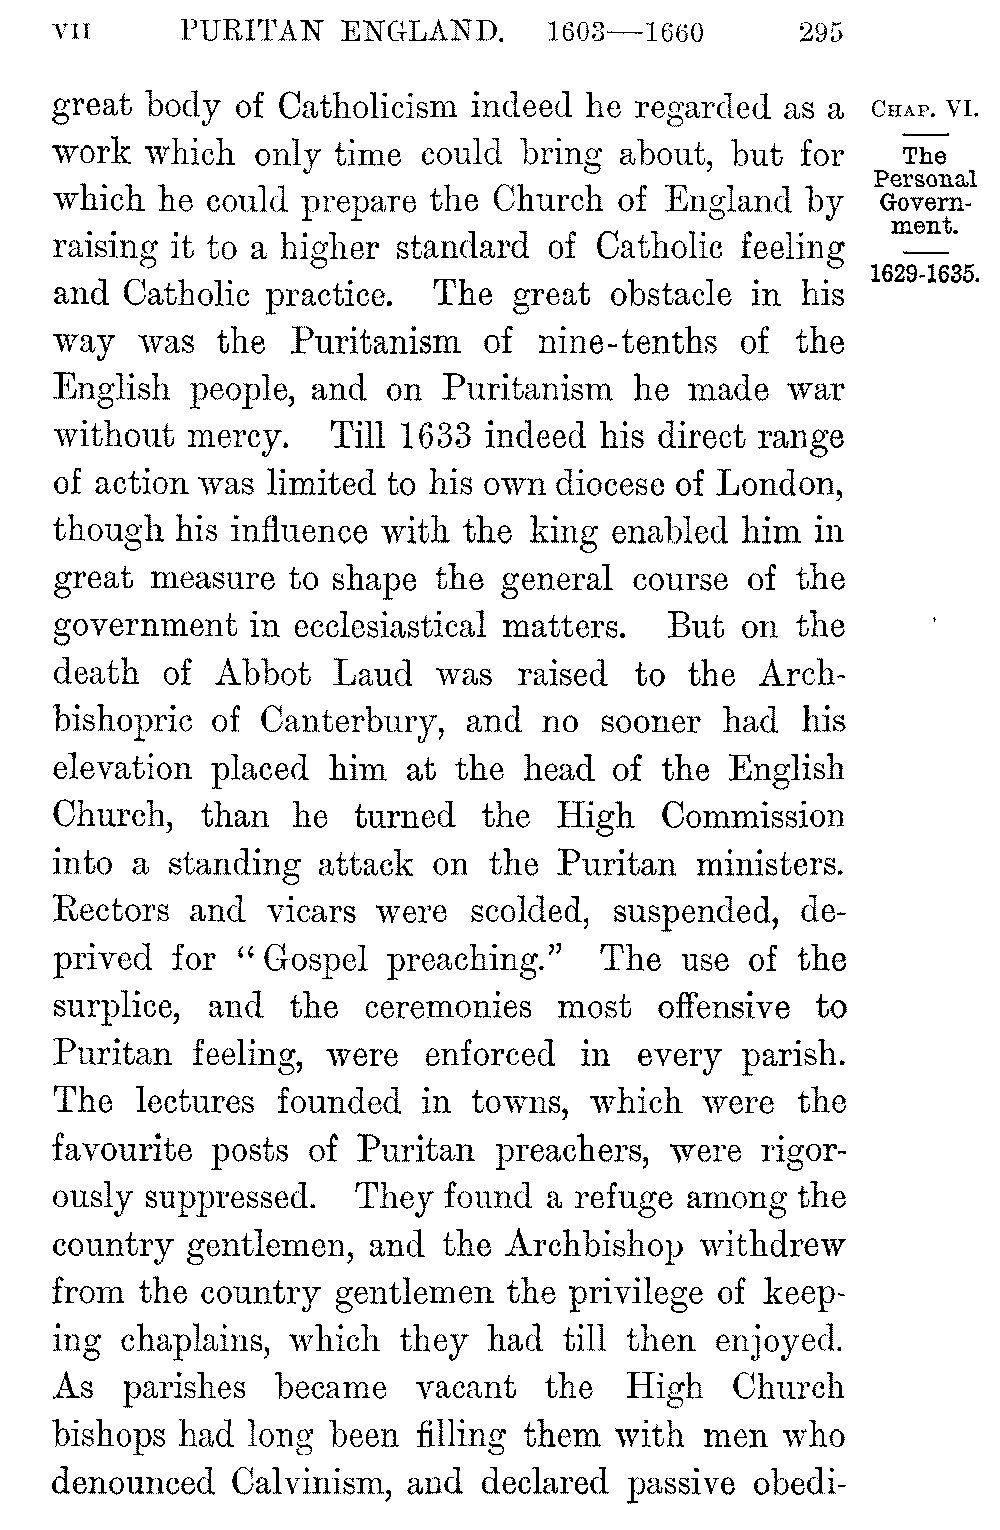 VII PURITAN ENGLAND. 1603—1660 295
great body of Catholicism indeed he regarded as a
work which only time could bring about, but for
which he could prepare the Church of England by
raising it to a higher standard of Catholic feeling
and Catholic practice. The great obstacle in his
way was the Puritanism of nine-tenths of the
English people, and on Puritanism he made war
without mercy. Till 1633 indeed his direct range
of action was limited to his own diocese of London,
though his influence with the king enabled him in
great measure to shape the general course of the
government in ecclesiastical matters. But on the
death of Abbot Laud was raised to the Arch-
bishopric of Canterbury, and no sooner had his
elevation placed him at the head of the English
Church, than he turned the High Commission
into a standing attack on the Puritan ministers.
Rectors and vicars were scolded, suspended, de-
prived for "Gospel preaching." The use of the
surplice, and the ceremonies most offensive to
Puritan feeling, were enforced in every parish.
The lectures founded in towns, which were the
favourite posts of Puritan preachers, were rigor-
ously suppressed. They found a refuge among the
country gentlemen, and the Archbishop withdrew
from the country gentlemen the privilege of keep-
ing chaplains, which they had till then enjoyed.
As parishes became vacant the High Church
bishops had long been filling them with men who
denounced Calvinism, and declared passive obedi-
CHAP. VI.
The
Personal
Govern-
ment.
1629-1635.